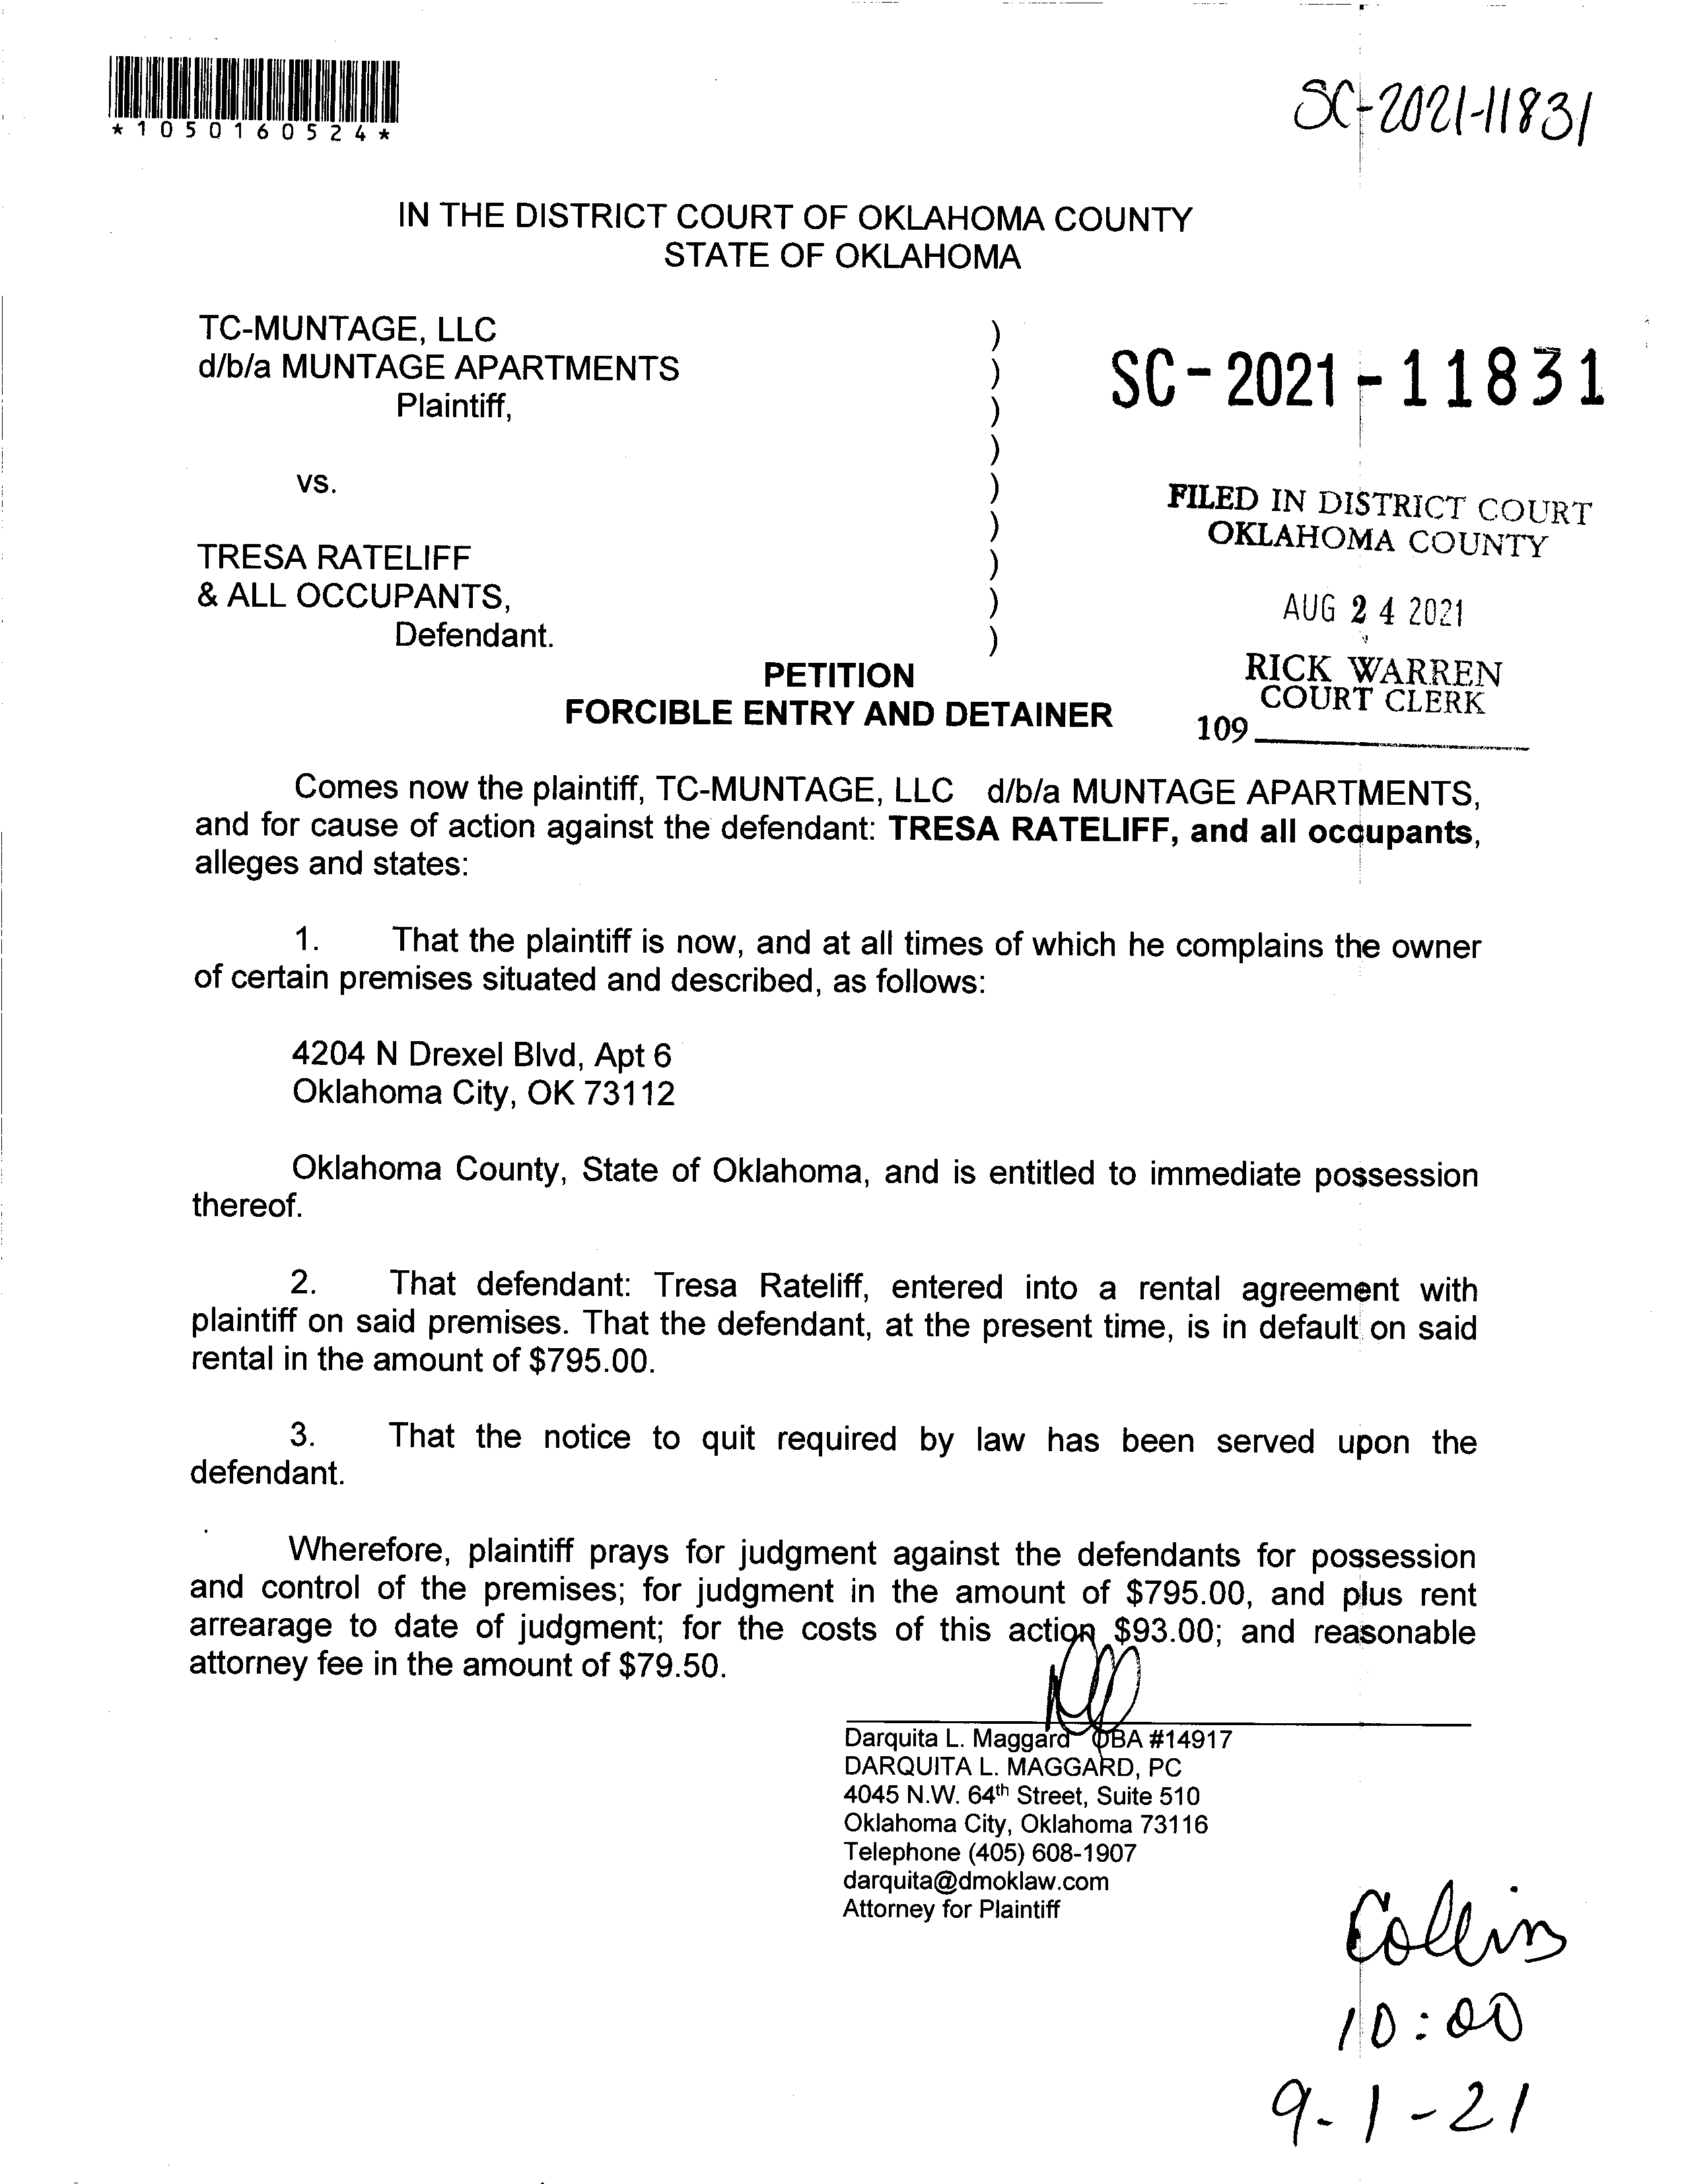 *1050160524*
SC-2021-11831
IN THE DISTRICT COURT OF OKLAHOMA COUNTY
STATE OF OKLAHOMA
TC-MUNTAGE, LLC )
d/b/a MUNTAGE APARTMENTS )
Plaintiff, )
)
vs. )
)
TRESA RATELIFF )
& ALL OCCUPANTS, )
Defendant. )
SC-2021-11831
FILED IN DISTRICT COURT
OKLAHOMA COUNTY
AUG 24 2021
RICK WARREN
COURT CLERK
109
PETITION
FORCIBLE ENTRY AND DETAINER
Comes now the plaintiff, TC-MUNTAGE, LLC d/b/a MUNTAGE APARTMENTS,
and for cause of action against the defendant: TRESA RATELIFF, and all occupants,
alleges and states:
1. That the plaintiff is now, and at all times of which he complains the owner
of certain premises situated and described, as follows:
4204 N Drexel Blvd, Apt 6
Oklahoma City, OK 73112
Oklahoma County, State of Oklahoma, and is entitled to immediate possession
thereof.
2. That defendant: Tresa Rateliff, entered into a rental agreement with
plaintiff on said premises. That the defendant, at the present time, is in default on said
rental in the amount of $795.00.
3. That the notice to quit required by law has been served upon the
defendant.
Wherefore, plaintiff prays for judgment against the defendants for possession
and control of the premises; for judgment in the amount of $795.00, and plus rent
arrearage to date of judgment; for the costs of this action $93.00; and reasonable
attorney fee in the amount of $79.50.
Darquita L. Maggard OBA #14917
DARQUITA L. MAGGARD, PC
4045 N.W. 64th Street, Suite 510
Oklahoma City, Oklahoma 73116
Telephone (405) 608-1907
darquita@dmoklaw.com
Attorney for Plaintiff
Collins
10:00
9-1-21